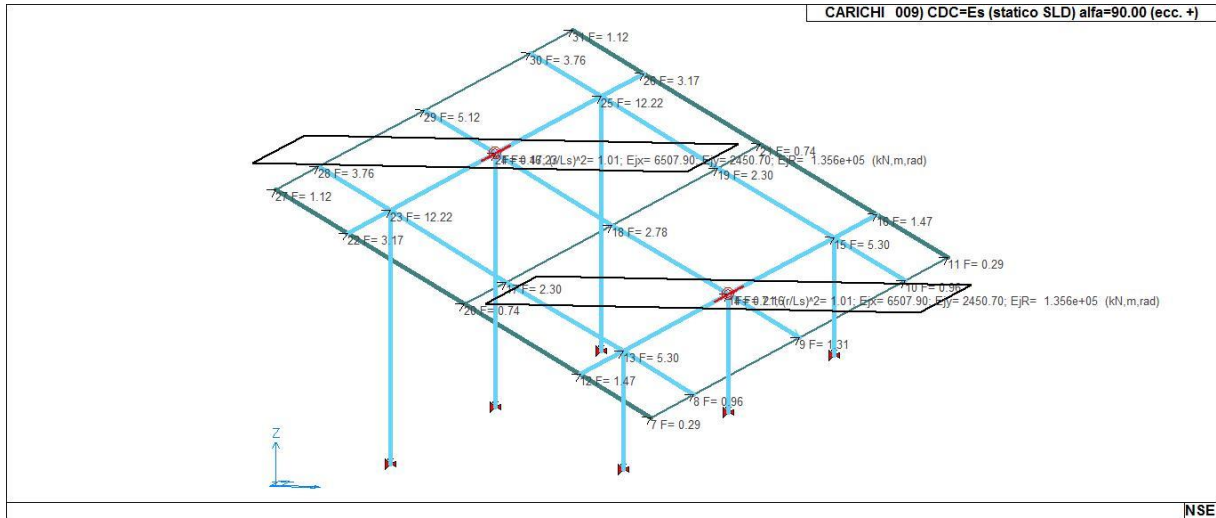 CARICHI 009) CDC=Es (statico SLD) alfa=90.00 (ecc. +)
31 F= 1.12
30 F= 3.76
26 F= 3.17
25 F= 12.22
29 F= 5.12
21 F= 0.74
(r/Ls)^2= 1.01; Ejx= 6507.90; Ejy= 2450.70; EjR= 1.356e+05 (kN,m,rad)
28 F= 3.76
19 F= 2.30
27 F= 1.12
23 F= 12.22
16 F= 1.47
22 F= 3.17
18 F= 2.78
15 F= 5.30
11 F= 0.29
17 F= 2.30
10 F= 0.96
20 F= 0.74
(r/Ls)^2= 1.01; Ejx= 6507.90; Ejy= 2450.70; EjR= 1.356e+05 (kN,m,rad)
9 F= 1.31
13 F= 5.30
12 F= 1.47
8 F= 0.96
7 F= 0.29
Z
NSE